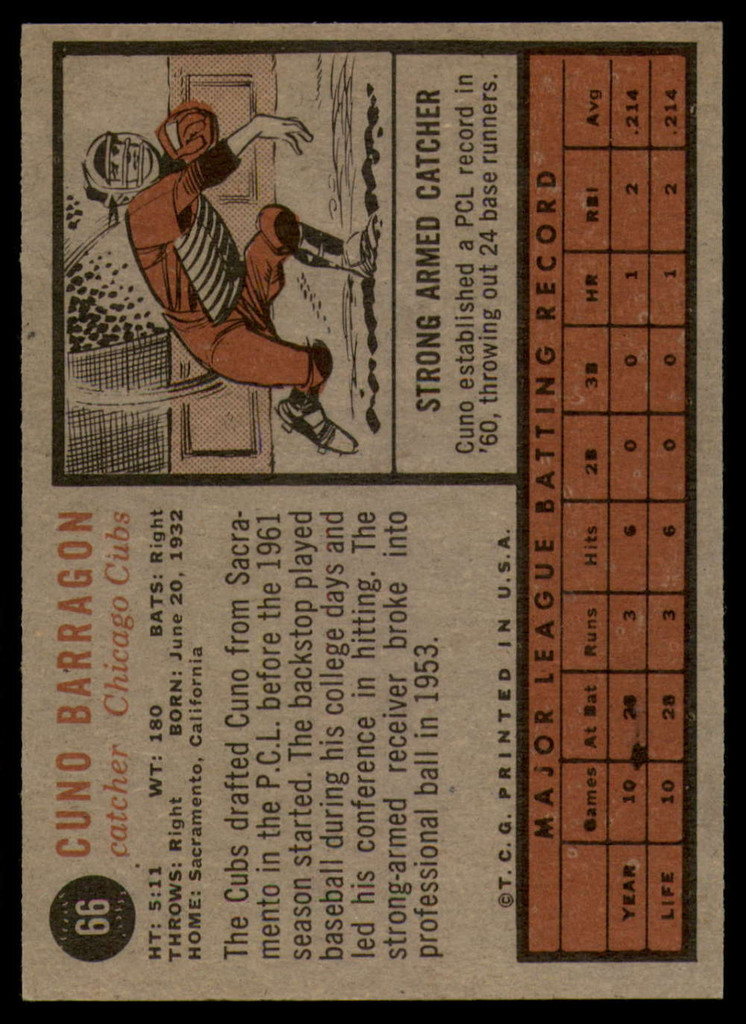 66
CUNO BARRAGON
catcher Chicago Cubs
HT: 5:11 WT: 180 BATS: Right
THROWS: Right BORN: June 20, 1932
HOME: Sacramento, California
The Cubs drafted Cuno from Sacra-
mento in the P.C.L. before the 1961
season started. The backstop played
baseball during his college days and
led his conference in hitting. The
strong-armed receiver broke into
professional ball in 1953.
©T.C.G. PRINTED IN U.S.A.
STRONG ARMED CATCHER
Cuno established a PCL record in
'60, throwing out 24 base runners.
MAJOR LEAGUE BATTING RECORD
Games At Bat Runs Hits 2B 3B HR RBI Avg
YEAR 10 28 3 6 0 0 1 2 .214
LIFE 10 28 3 6 0 0 1 2 .214